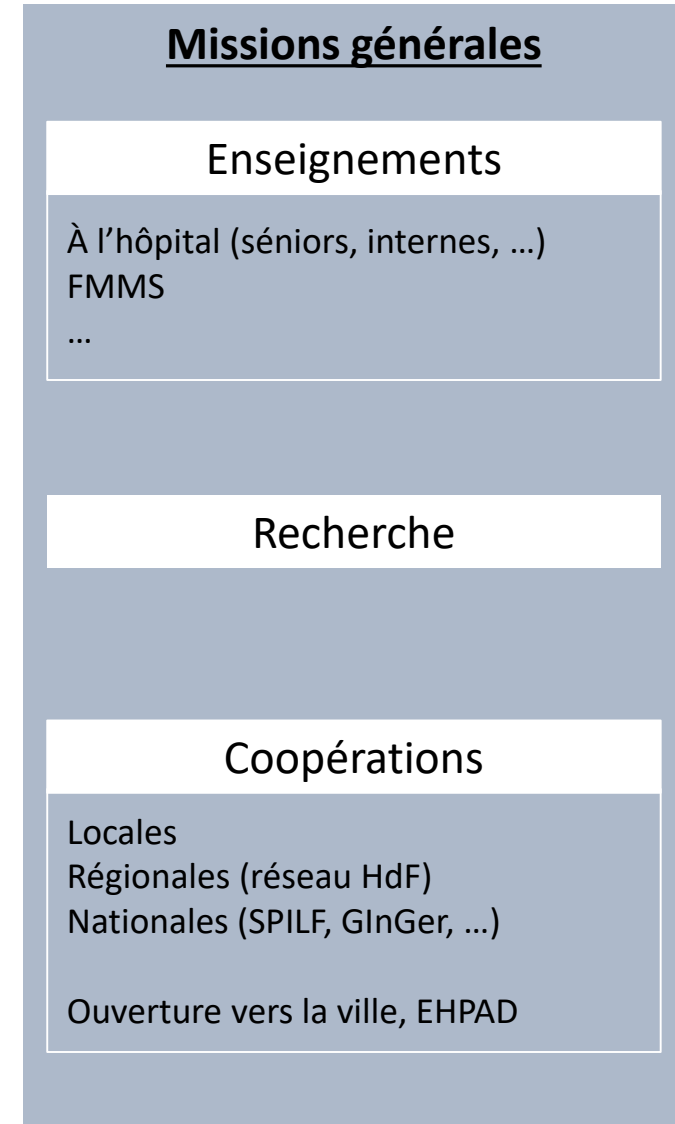 Missions générales
Enseignements
À l’hôpital (séniors, internes, …)
FMMS
…
Recherche
Coopérations
Locales
Régionales (réseau HdF)
Nationales (SPILF, GInGer, …)
Ouverture vers la ville, EHPAD